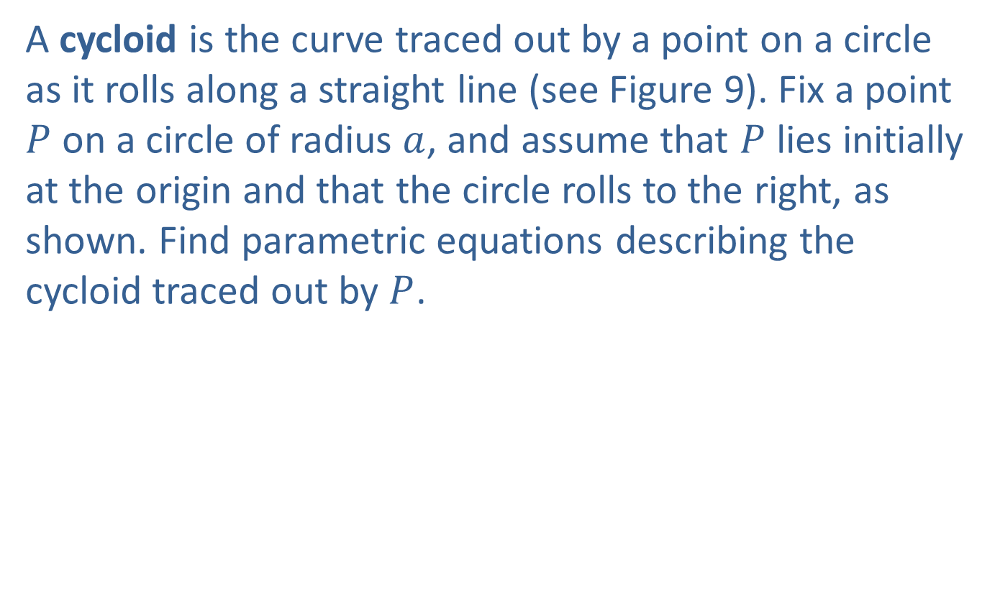 A cycloid is the curve traced out by a point on a circle
as it rolls along a straight line (see Figure 9). Fix a point
P on a circle of radius a, and assume that P lies initially
at the origin and that the circle rolls to the right, as
shown. Find parametric equations describing the
cycloid traced out by P.